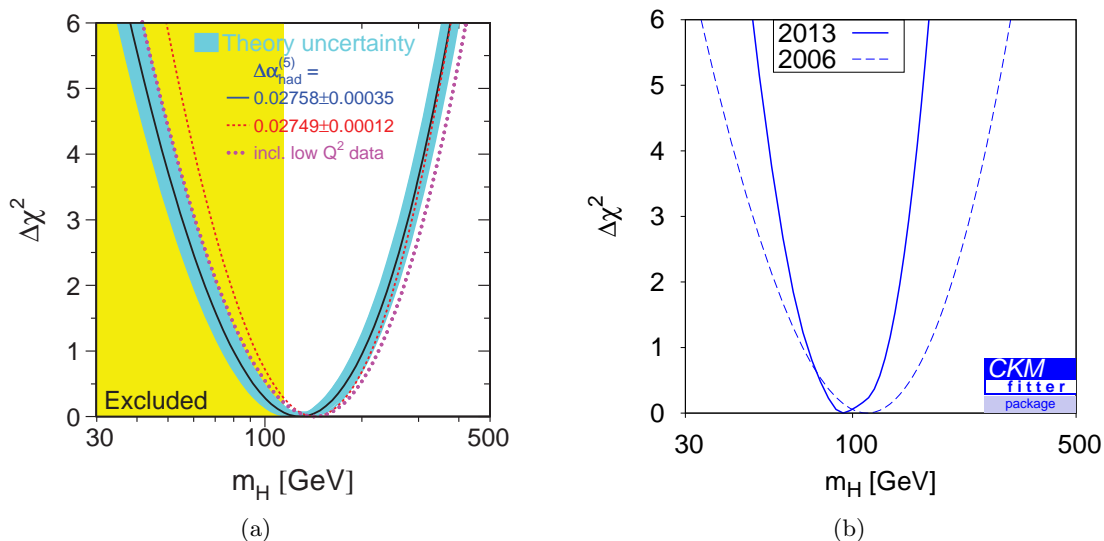 6
5
4
3
2
1
0
Δχ²
Theory uncertainty
Δα_had^(5) =
0.02758±0.00035
0.02749±0.00012
incl. low Q² data
Excluded
30
100
500
m_H [GeV]
(a)
6
5
4
3
2
1
0
Δχ²
2013
2006
CKM
fitter
package
30
100
500
m_H [GeV]
(b)